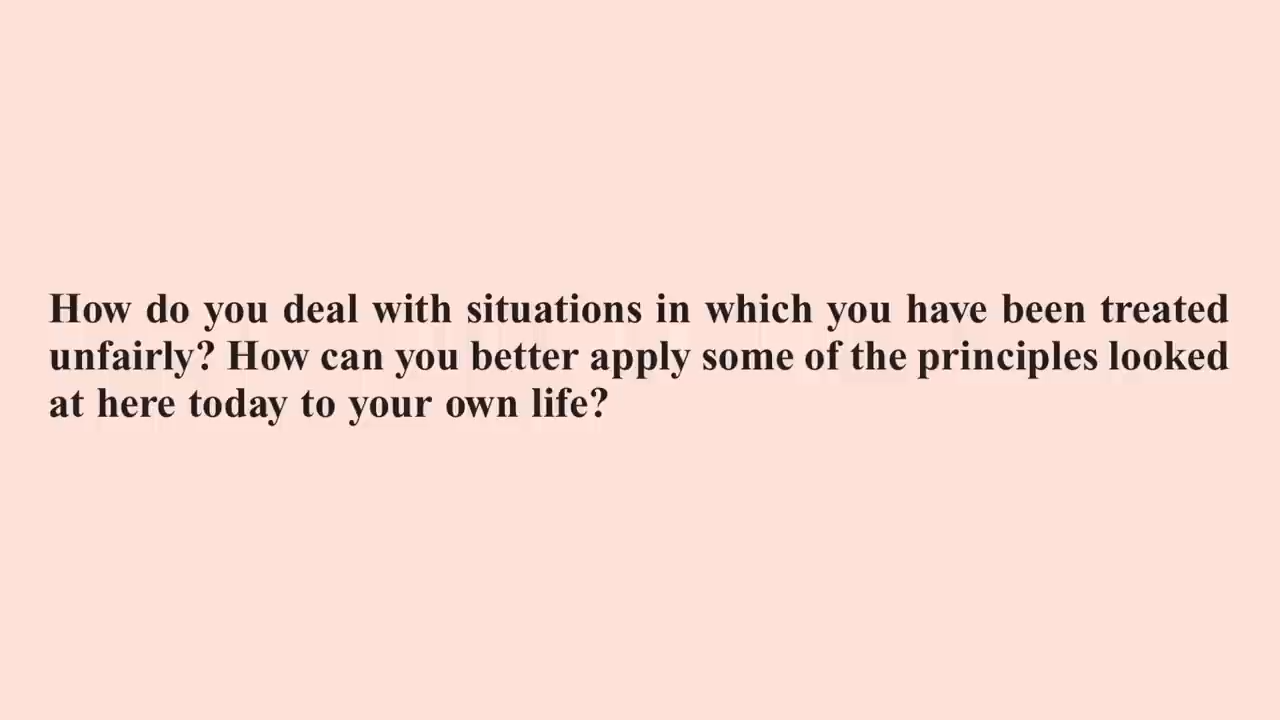 How do you deal with situations in which you have been treated
unfairly? How can you better apply some of the principles looked
at here today to your own life?